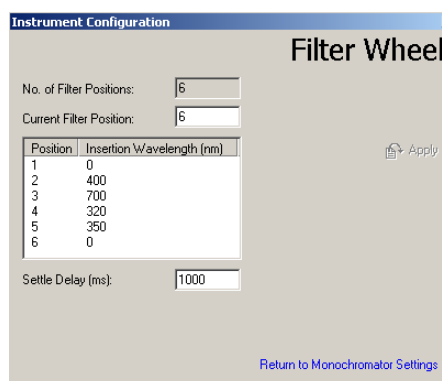 Instrument Configuration
Filter Wheel
No. of Filter Positions: 6
Current Filter Position: 6
Position Insertion Wavelength (nm)
1 0
2 400
3 700
4 320
5 350
6 0
Apply
Settle Delay (ms): 1000
Return to Monochromator Settings